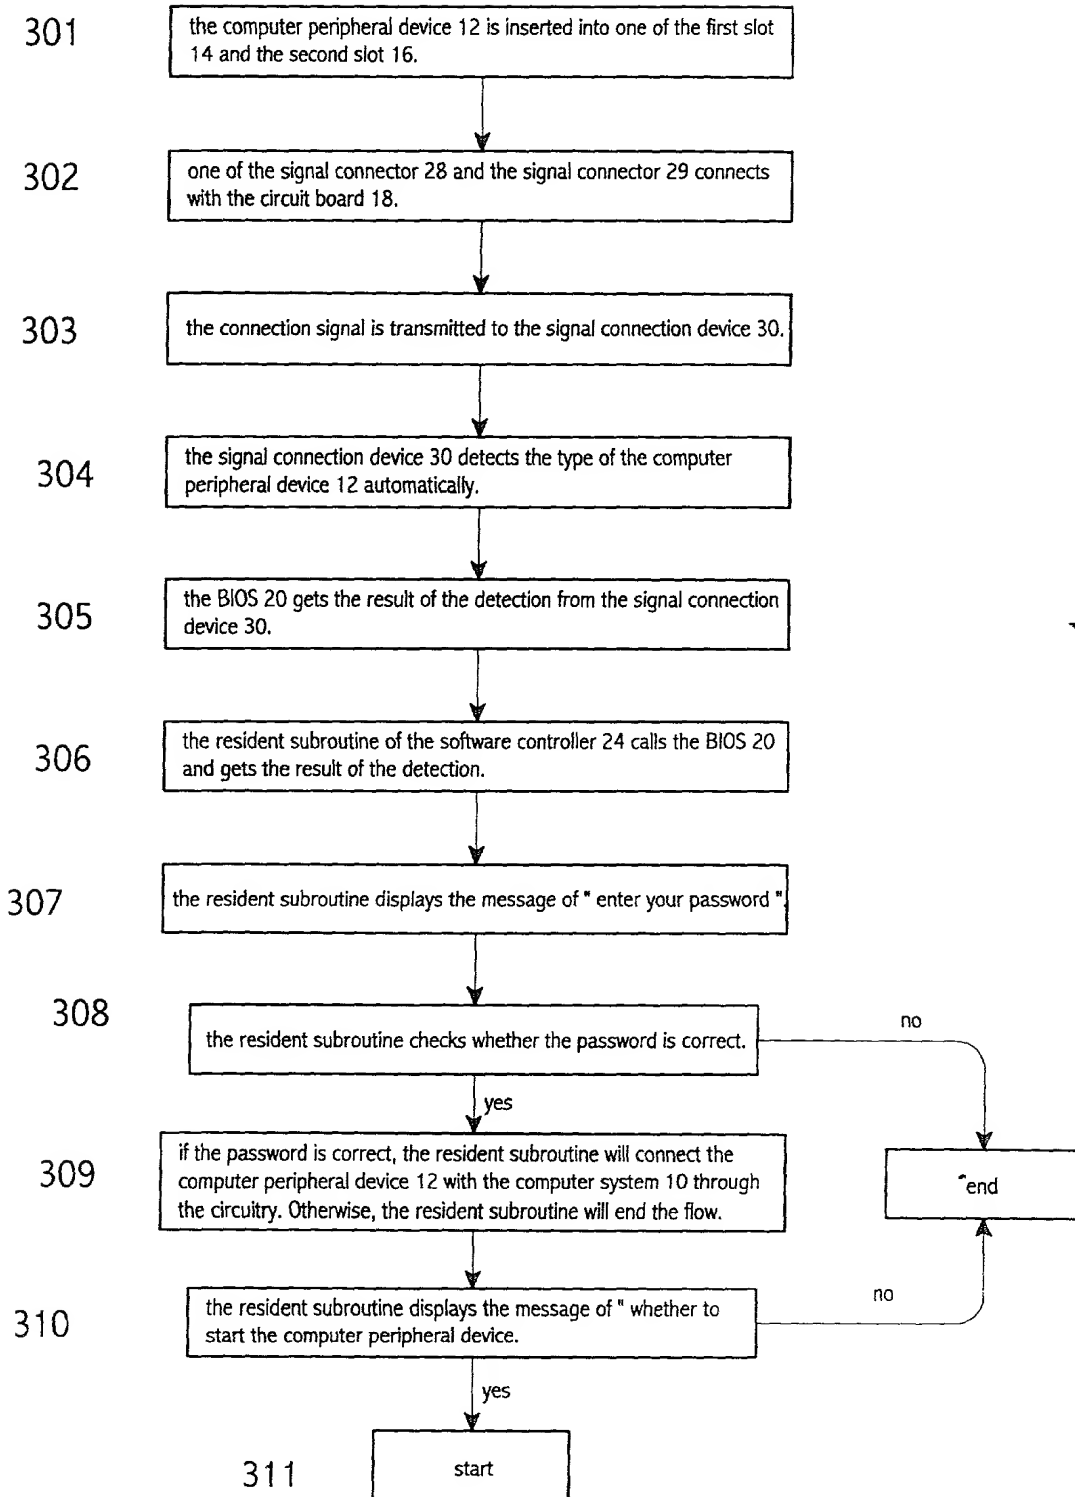 301
the computer peripheral device 12 is inserted into one of the first slot
14 and the second slot 16.
302
one of the signal connector 28 and the signal connector 29 connects
with the circuit board 18.
303
the connection signal is transmitted to the signal connection device 30.
304
the signal connection device 30 detects the type of the computer
peripheral device 12 automatically.
305
the BIOS 20 gets the result of the detection from the signal connection
device 30.
306
the resident subroutine of the software controller 24 calls the BIOS 20
and gets the result of the detection.
307
the resident subroutine displays the message of " enter your password ".
308
the resident subroutine checks whether the password is correct.
no
yes
309
if the password is correct, the resident subroutine will connect the
computer peripheral device 12 with the computer system 10 through
the circuitry. Otherwise, the resident subroutine will end the flow.
end
310
the resident subroutine displays the message of " whether to
start the computer peripheral device.
no
yes
311
start